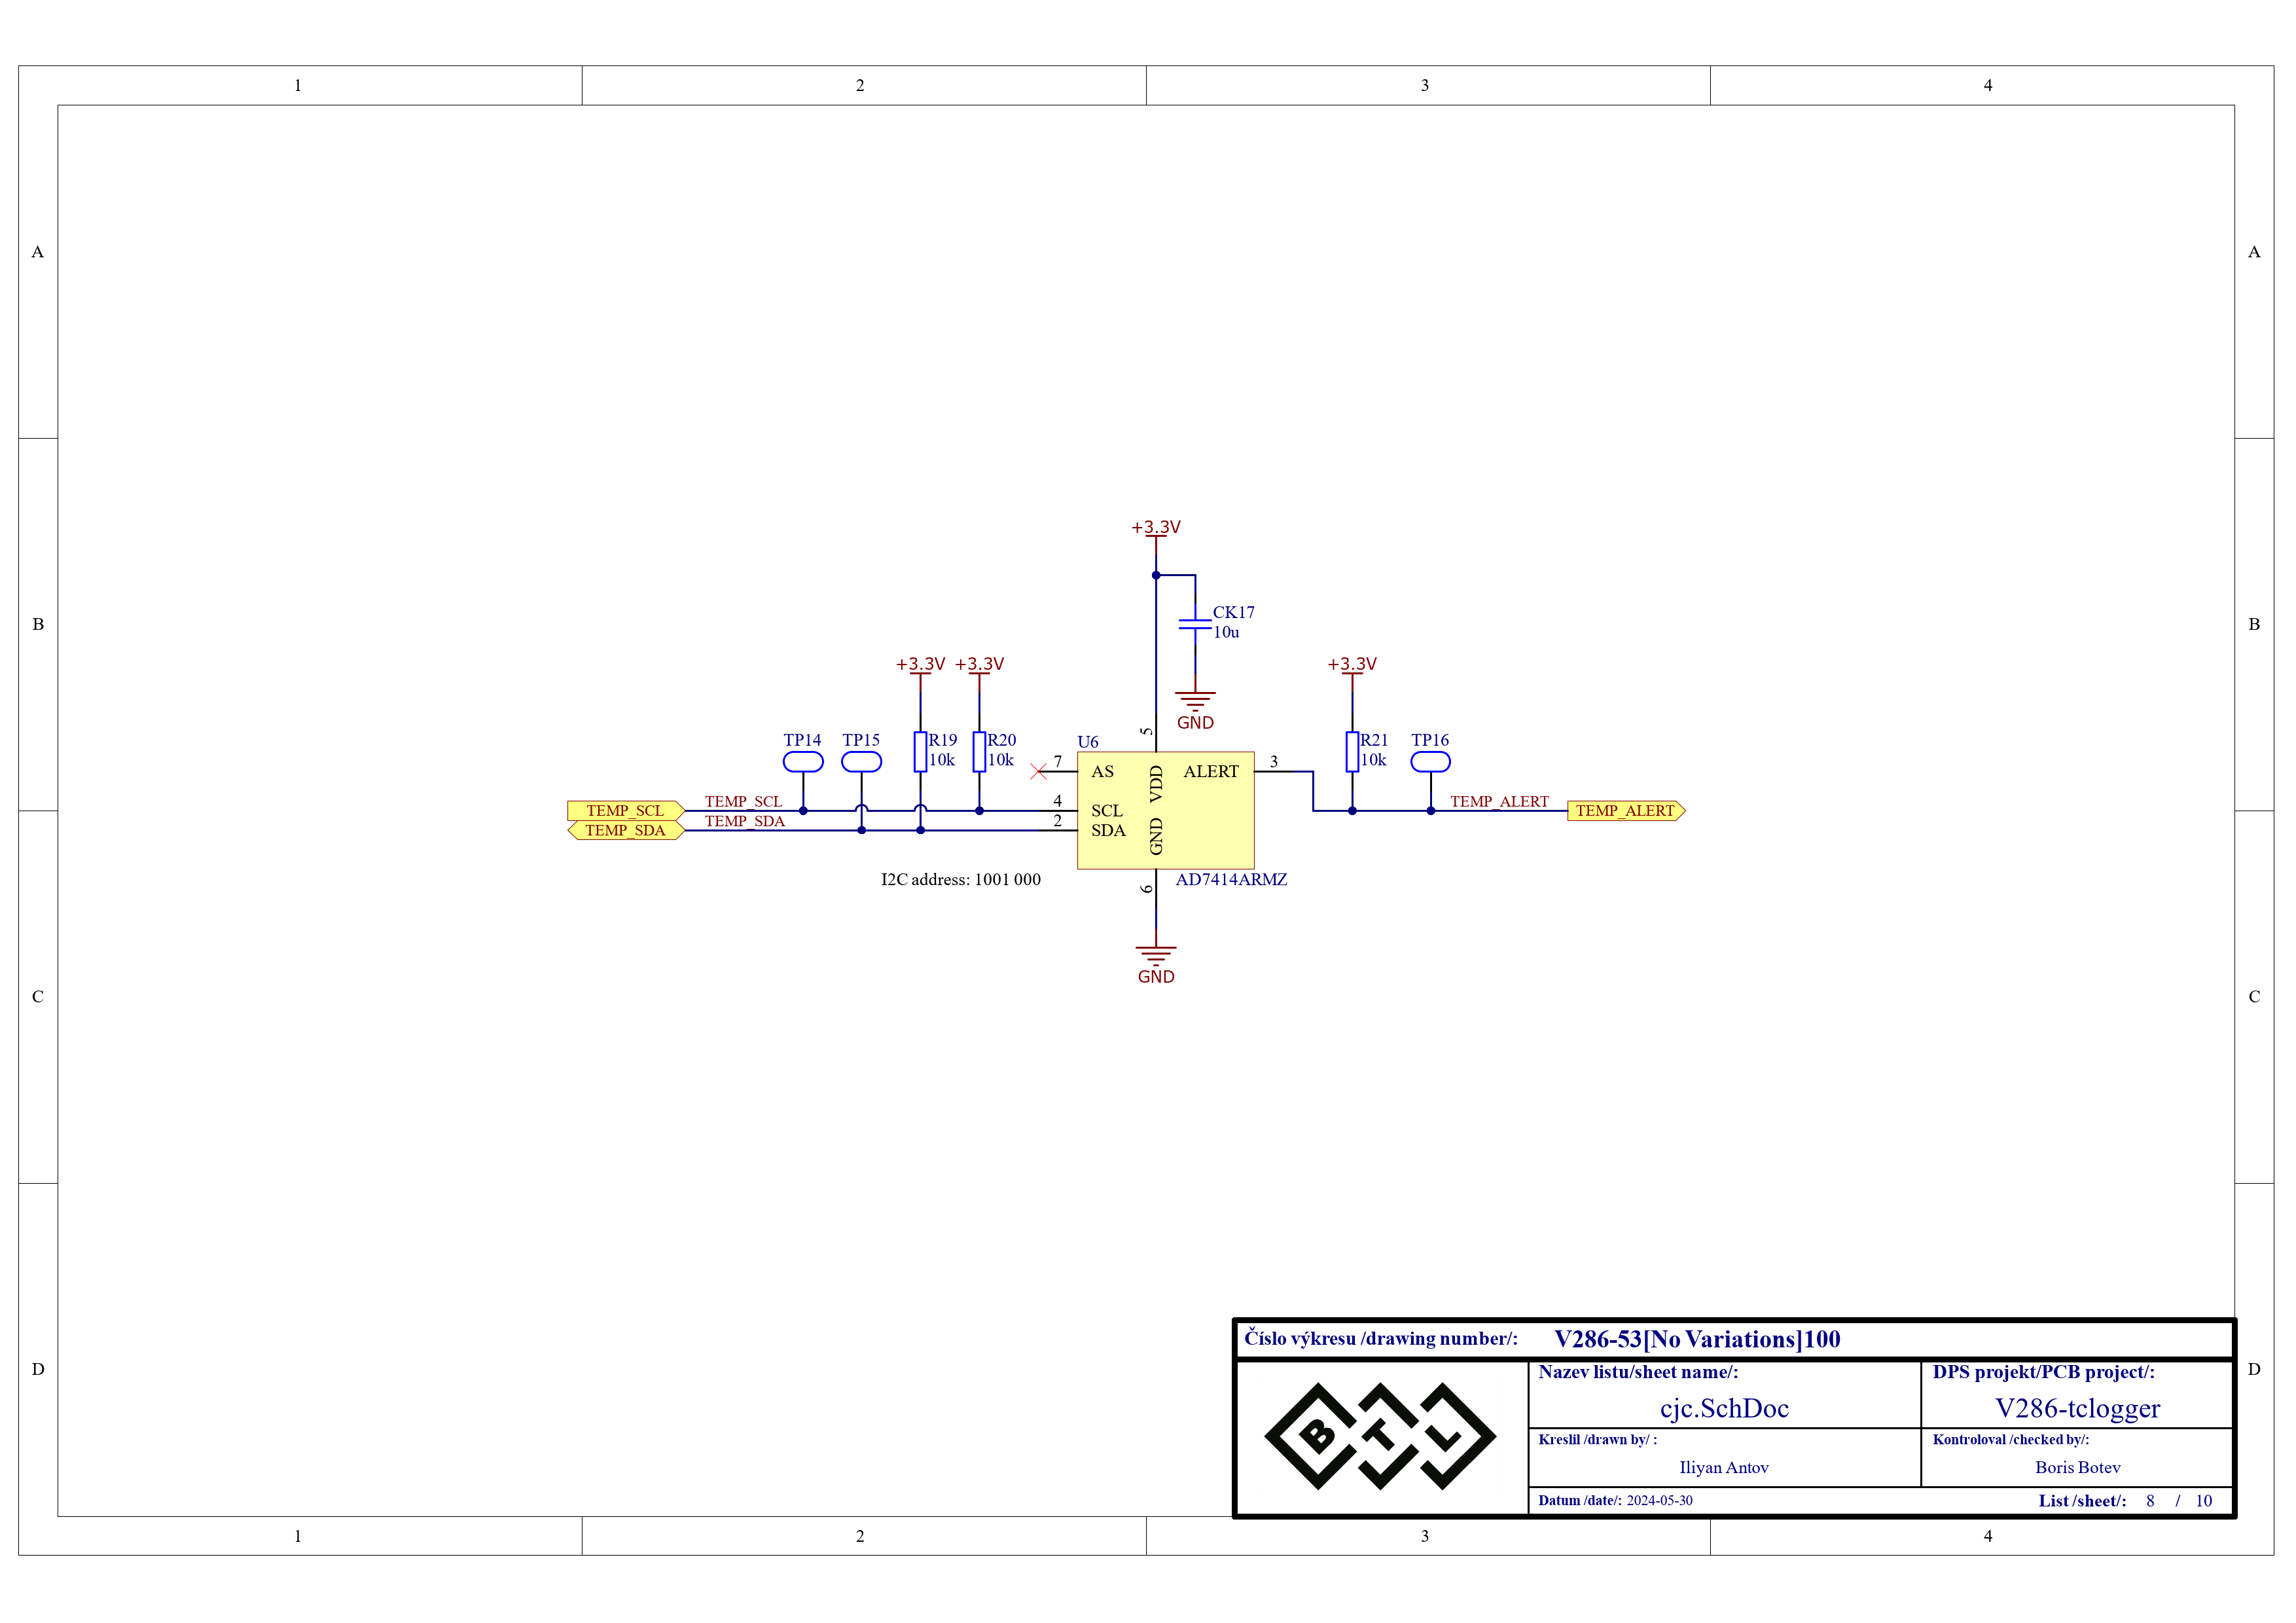 1 2 3 4
A A
+3.3V
B B
CK17
10u
+3.3V +3.3V +3.3V
GND
5
TP14 TP15 R19 R20 U6 R21 TP16
10k 10k 10k
7 AS VDD ALERT 3
TEMP_SCL TEMP_SCL 4 SCL TEMP_ALERT TEMP_ALERT
TEMP_SDA TEMP_SDA 2 SDA GND
I2C address: 1001 000 6 AD7414ARMZ
GND
C C
Číslo výkresu /drawing number/: V286-53[No Variations]100
D D
Nazev listu/sheet name/: DPS projekt/PCB project/:
cjc.SchDoc V286-tclogger
BTL
Kreslil /drawn by/ : Kontroloval /checked by/:
Iliyan Antov Boris Botev
Datum /date/: 2024-05-30 List /sheet/: 8 / 10
1 2 3 4